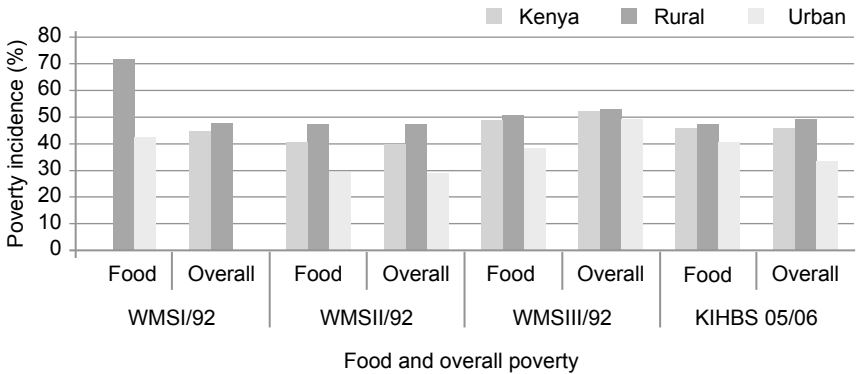 Kenya Rural Urban
Poverty incidence (%)
80
70
60
50
40
30
20
10
0
Food Overall Food Overall Food Overall Food Overall
WMSI/92 WMSII/92 WMSIII/92 KIHBS 05/06
Food and overall poverty